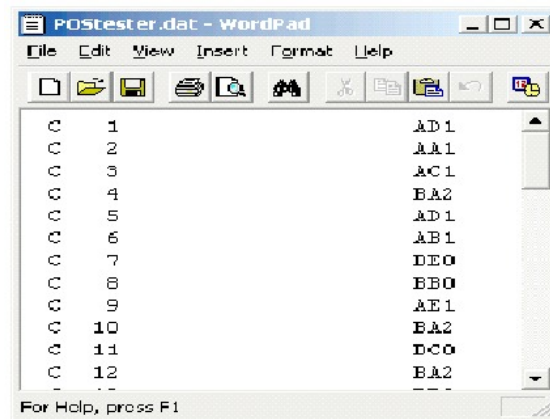 POStester.dat - WordPad
File Edit View Insert Format Help
C 1 AD1
C 2 AA1
C 3 AC1
C 4 BA2
C 5 AD1
C 6 AB1
C 7 DE0
C 8 BB0
C 9 AE1
C 10 BA2
C 11 DC0
C 12 BA2
For Help, press F1